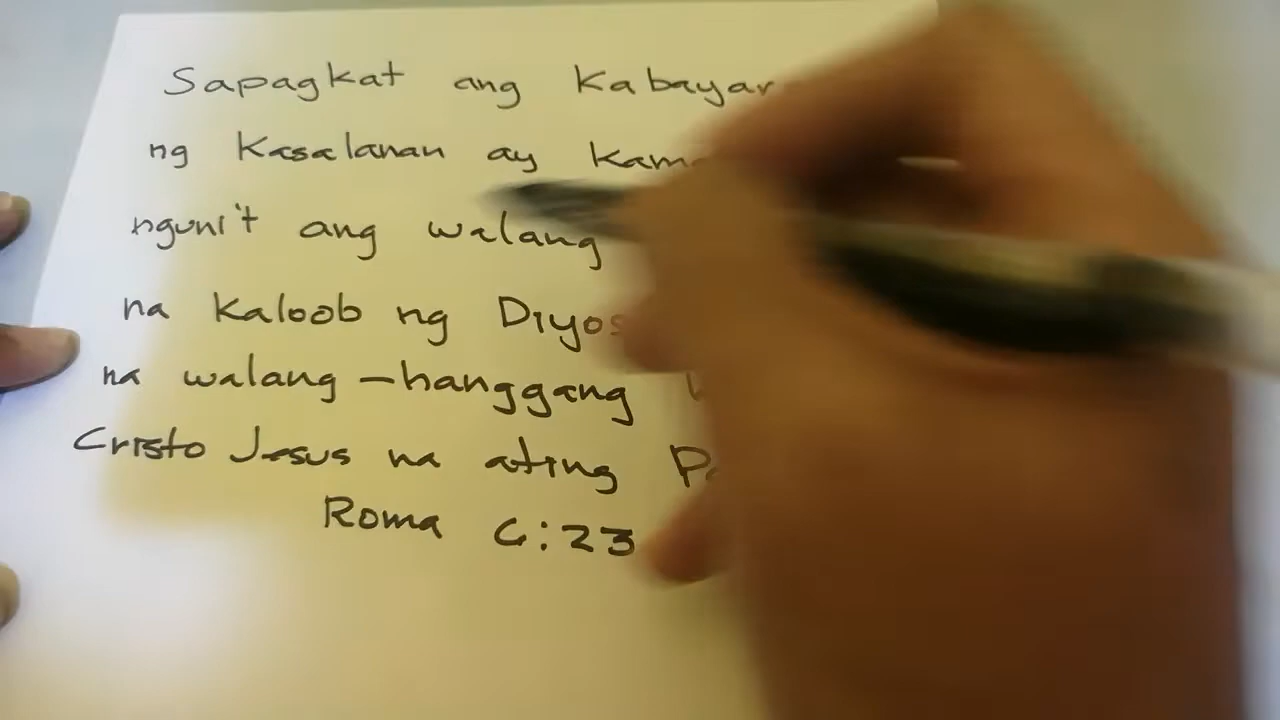 Sapagkat ang Kabayar
ng Kasalanan ay Kam
nguni't ang walang
na Kaloob ng Diyos
na walang-hanggang
Cristo Jesus na ating
Roma 6:23